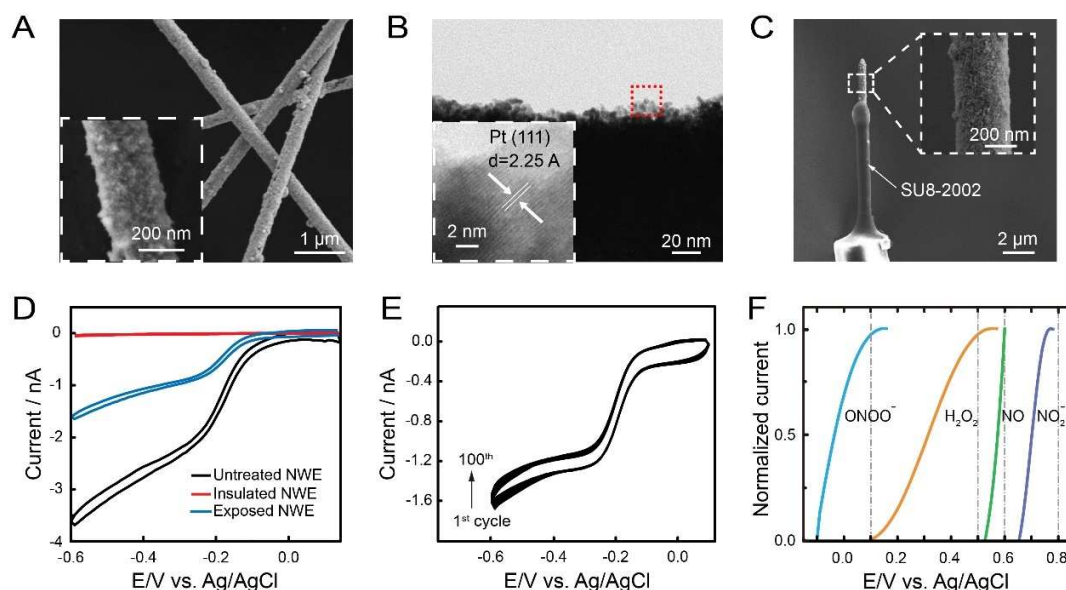 A
200 nm
1 µm
B
Pt (111)
d=2.25 A
2 nm
20 nm
C
200 nm
SU8-2002
2 µm
D
Current / nA
0
-1
-2
-3
-4
Untreated NWE
Insulated NWE
Exposed NWE
-0.6
-0.4
-0.2
0.0
E/V vs. Ag/AgCl
E
Current / nA
0.0
-0.4
-0.8
-1.2
-1.6
100th
1st cycle
-0.6
-0.4
-0.2
0.0
E/V vs. Ag/AgCl
F
Normalized current
1.0
0.5
0.0
ONOO⁻
H₂O₂
NO
NO₂⁻
0.0
0.2
0.4
0.6
0.8
E/V vs. Ag/AgCl